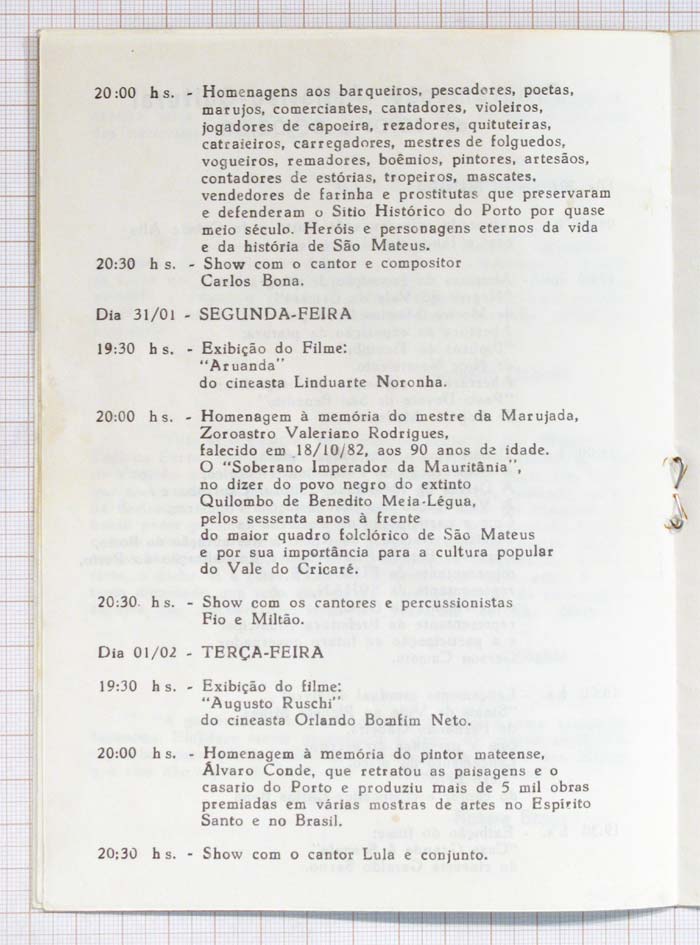 20:00 hs. - Homenagens aos barqueiros, pescadores, poetas,
marujos, comerciantes, cantadores, violeiros,
jogadores de capoeira, rezadores, quituteiras,
catraieiros, carregadores, mestres de folguedos,
vogueiros, remadores, boêmios, pintores, artesãos,
contadores de estórias, tropeiros, mascates,
vendedores de farinha e prostitutas que preservaram
e defenderam o Sítio Histórico do Porto por quase
meio século. Heróis e personagens eternos da vida
e da história de São Mateus.
20:30 hs. - Show com o cantor e compositor
Carlos Bona.
Dia 31/01 - SEGUNDA-FEIRA
19:30 hs. - Exibição do Filme:
"Aruanda"
do cineasta Linduarte Noronha.
20:00 hs. - Homenagem à memória do mestre da Marujada,
Zoroastro Valeriano Rodrigues,
falecido em 18/10/82, aos 90 anos de idade.
O "Soberano Imperador da Mauritânia",
no dizer do povo negro do extinto
Quilombo de Benedito Meia-Légua,
pelos sessenta anos à frente
do maior quadro folclórico de São Mateus
e por sua importância para a cultura popular
do Vale do Cricaré.
20:30. hs. - Show com os cantores e percussionistas
Fio e Miltão.
Dia 01/02 - TERÇA-FEIRA
19:30 hs. - Exibição do filme:
"Augusto Ruschi"
do cineasta Orlando Bomfim Neto.
20:00 hs. - Homenagem à memória do pintor mateense,
Álvaro Conde, que retratou as paisagens e o
casario do Porto e produziu mais de 5 mil obras
premiadas em várias mostras de artes no Espírito
Santo e no Brasil.
20:30 hs. - Show com o cantor Lula e conjunto.